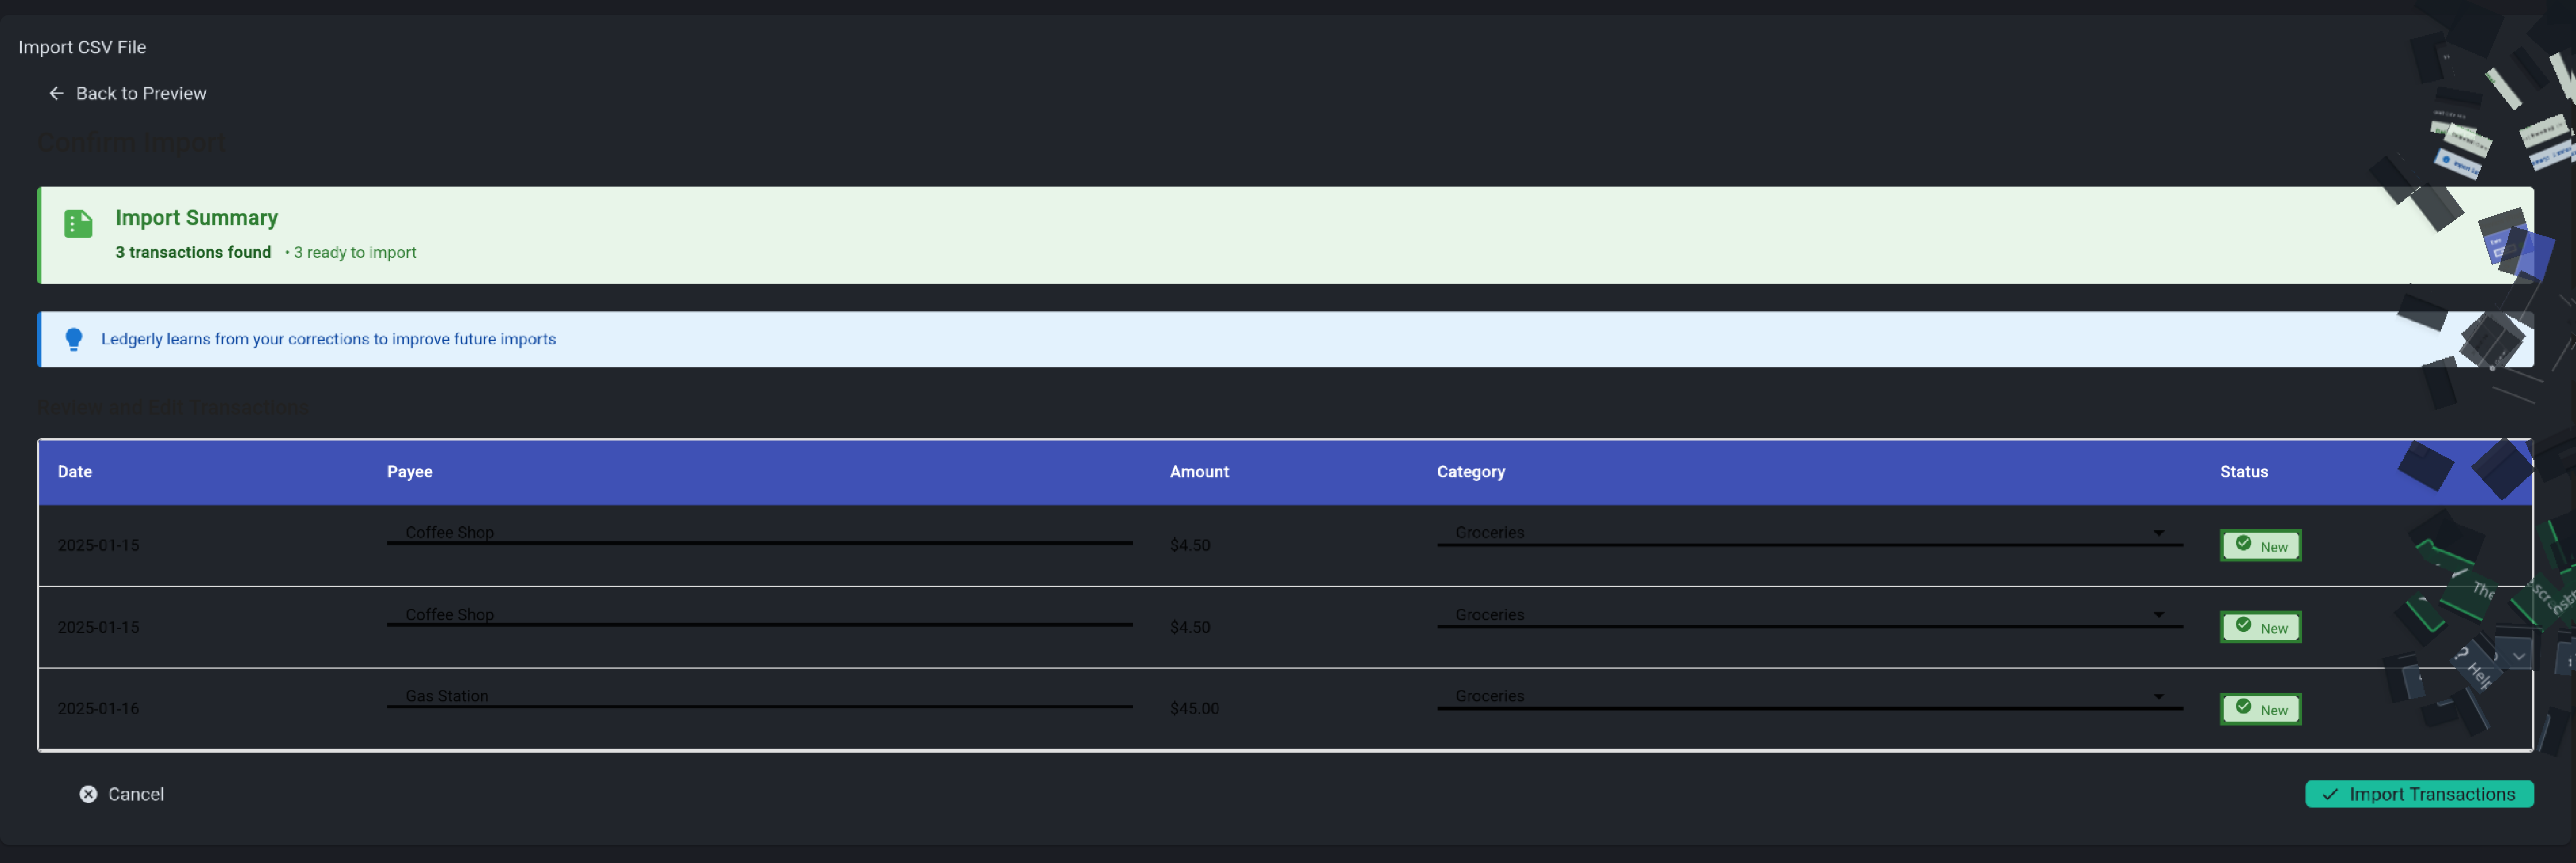 Import CSV File
← Back to Preview
Confirm Import
Import Summary
3 transactions found • 3 ready to import
Ledgerly learns from your corrections to improve future imports
Review and Edit Transactions
Date Payee Amount Category Status
2025-01-15 Coffee Shop $4.50 Groceries New
2025-01-15 Coffee Shop $4.50 Groceries New
2025-01-16 Gas Station $45.00 Groceries New
The
? Help
Cancel
Import Transactions